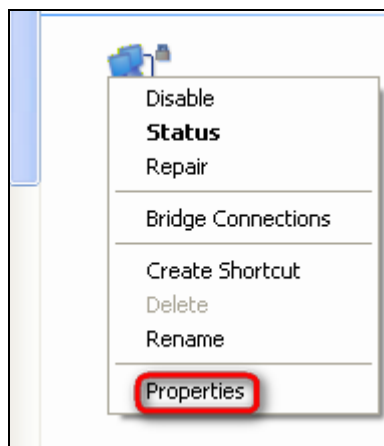 Disable
Status
Repair
Bridge Connections
Create Shortcut
Delete
Rename
Properties